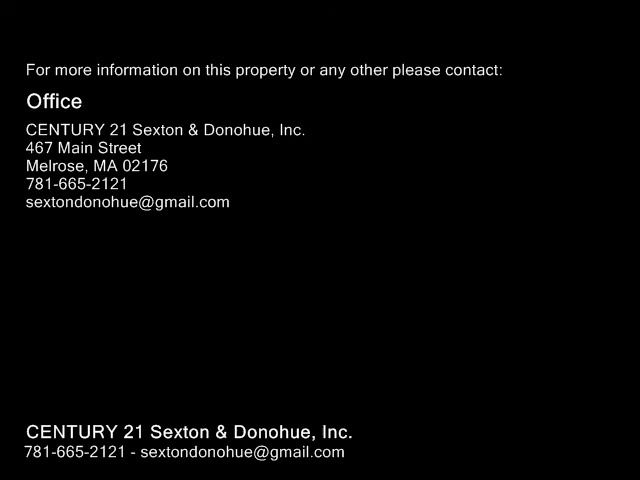 For more information on this property or any other please contact:
Office
CENTURY 21 Sexton & Donohue, Inc.
467 Main Street
Melrose, MA 02176
781-665-2121
sextondonohue@gmail.com
CENTURY 21 Sexton & Donohue, Inc.
781-665-2121 - sextondonohue@gmail.com